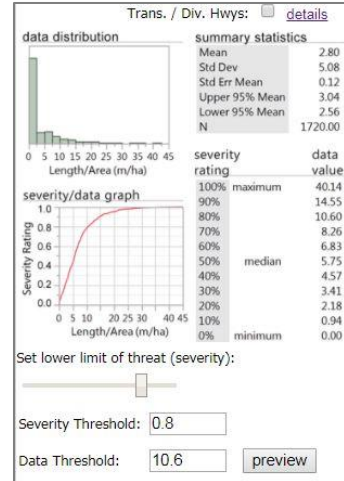 Trans. / Div. Hwys: details
data distribution
0 5 10 15 20 25 30 35 40 45
Length/Area (m/ha)
summary statistics
Mean 2.80
Std Dev 5.08
Std Err Mean 0.12
Upper 95% Mean 3.04
Lower 95% Mean 2.56
N 1720.00
severity/data graph
Severity Rating
1.0
0.8
0.6
0.4
0.2
0.0
0 5 10 20 30 40 45
Length/Area (m/ha)
severity data
rating value
100% maximum 40.14
90% 14.55
80% 10.60
70% 8.26
60% 6.83
50% median 5.75
40% 4.57
30% 3.41
20% 2.18
10% 0.94
0% minimum 0.00
Set lower limit of threat (severity):
Severity Threshold: 0.8
Data Threshold: 10.6 preview